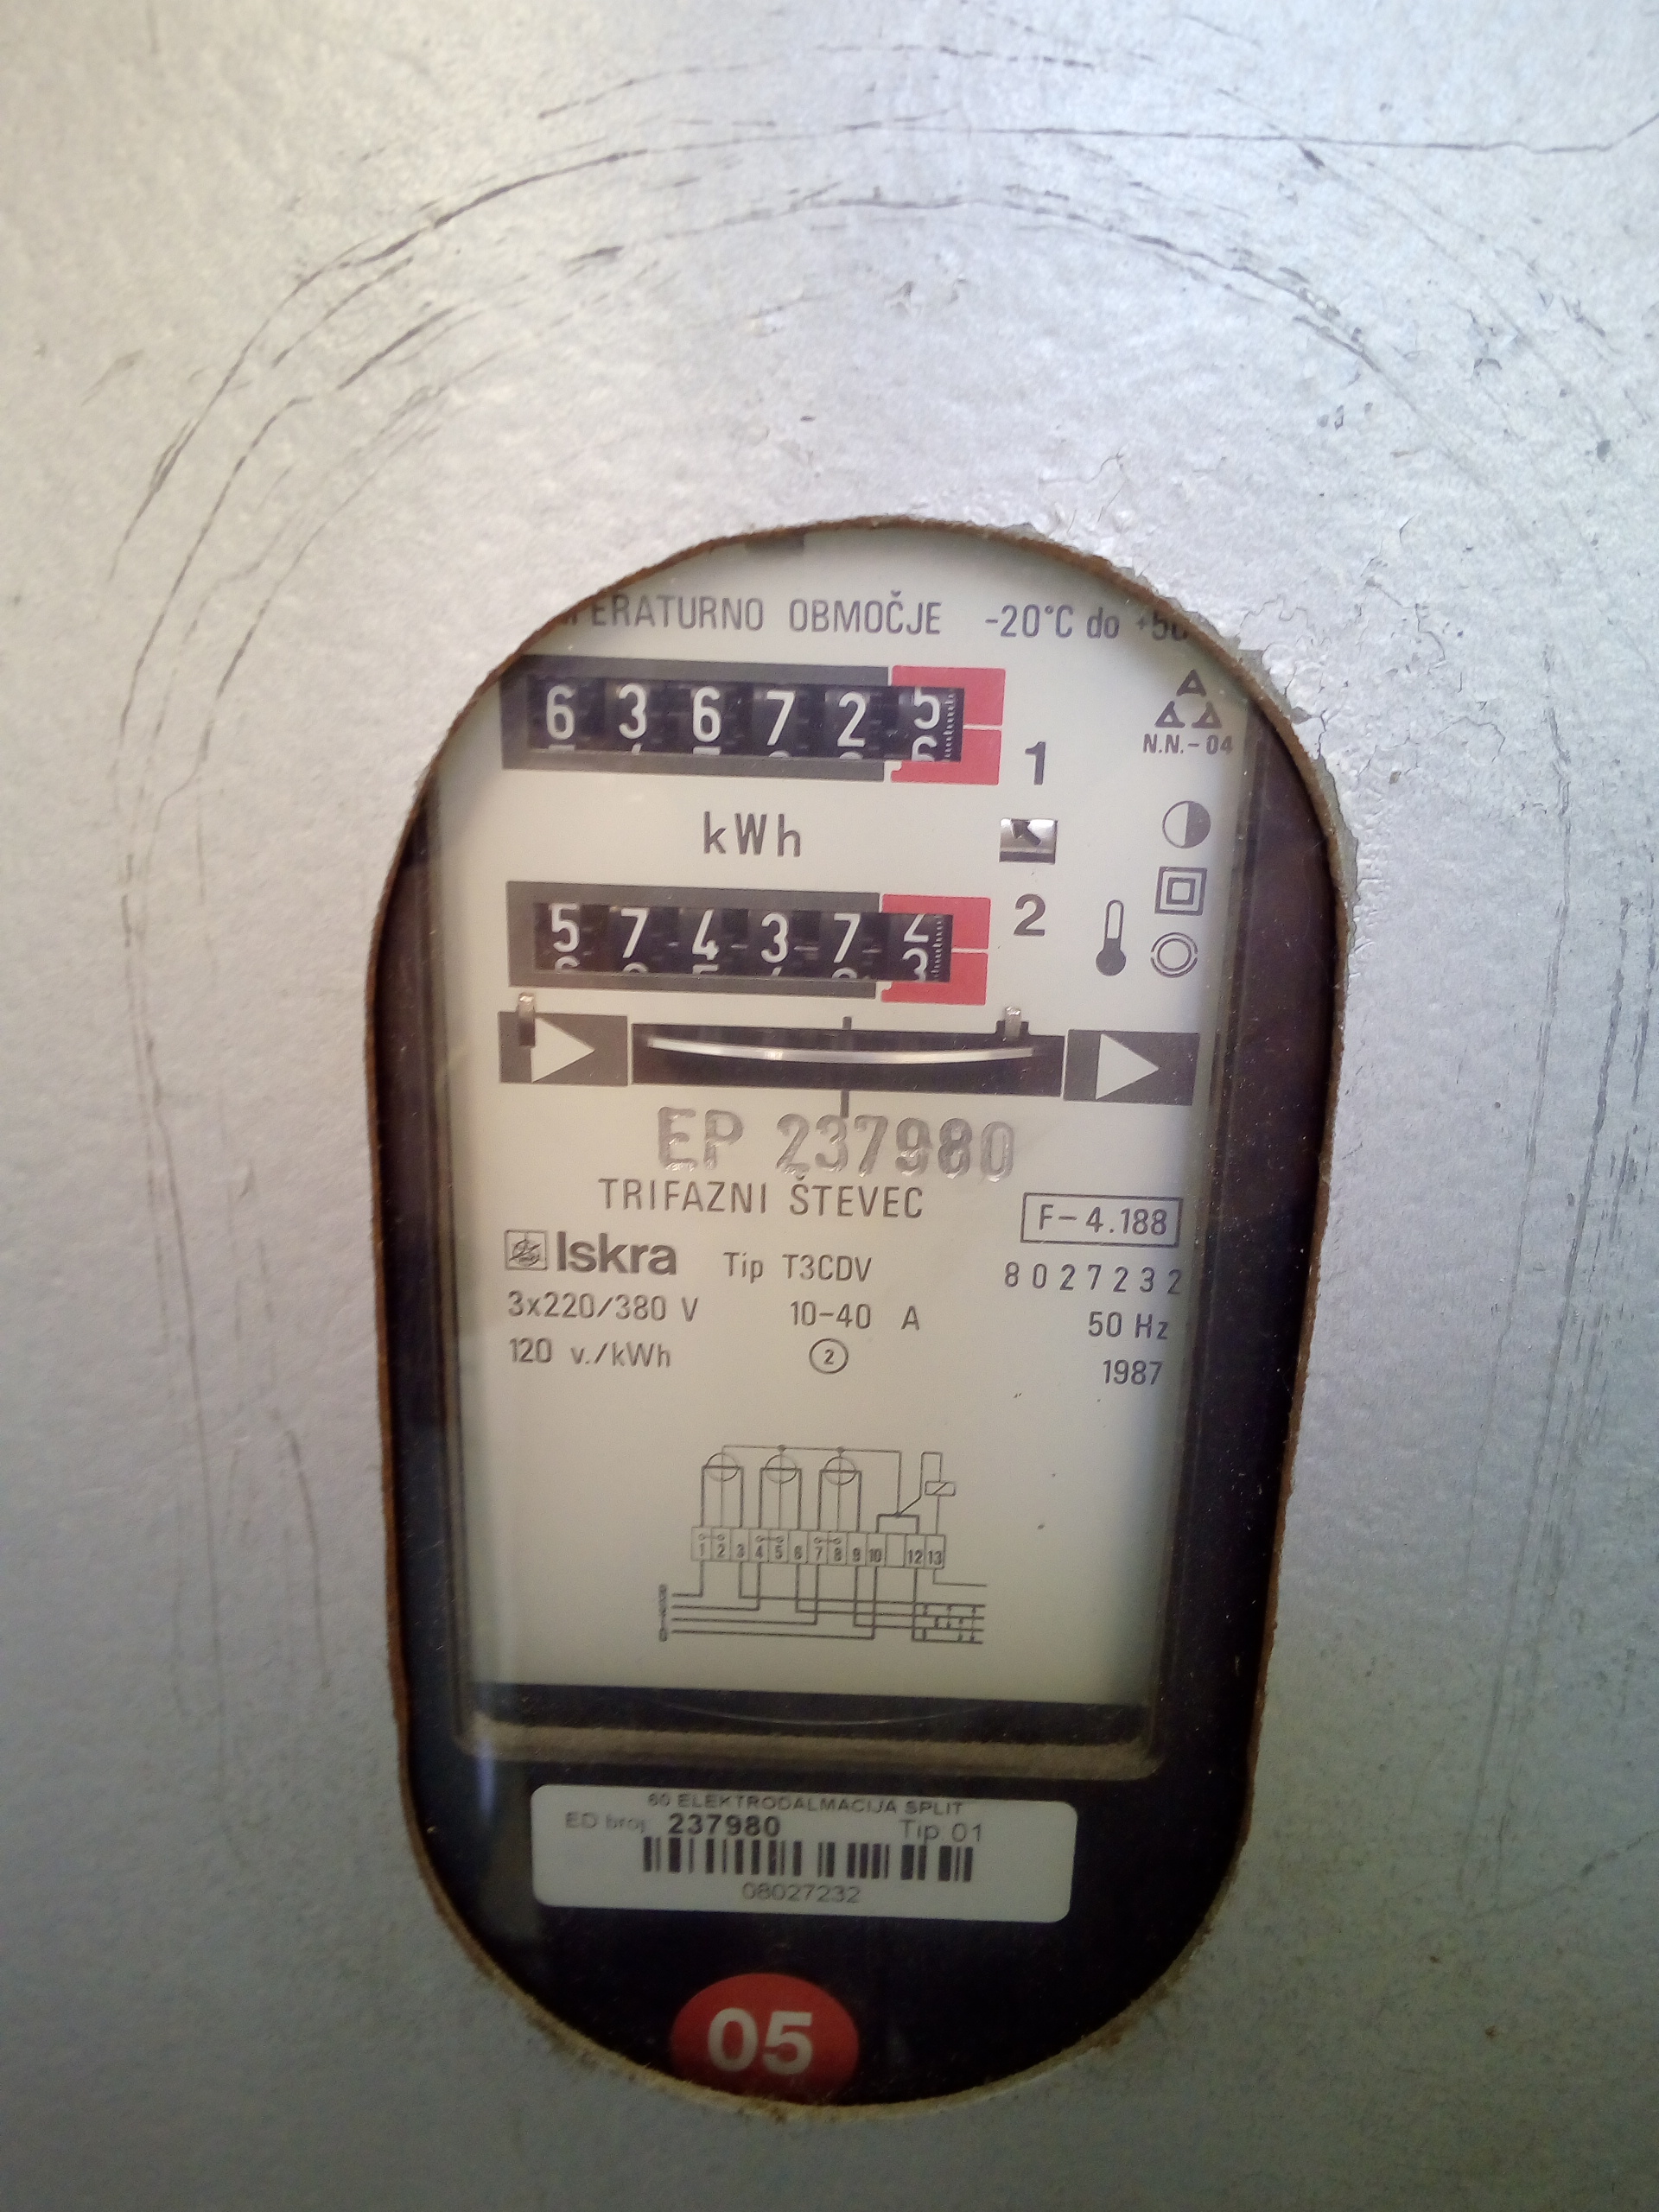 ERATURNO OBMOČJE -20°C do +50
6 3 6 7 2 5
1
N.N.-04
kWh
2
5 7 4 3 7
EP 237980
TRIFAZNI ŠTEVEC
F-4.188
Iskra Tip T3CDV 8027232
3x220/380 V 10-40 A 50 Hz
120 v./kWh 2 1987
1 2 3 4 5 6 7 8 9 10 12 13
60 ELEKTRODALMACIJA SPLIT
ED broj 237980 Tip 01
08027232
05